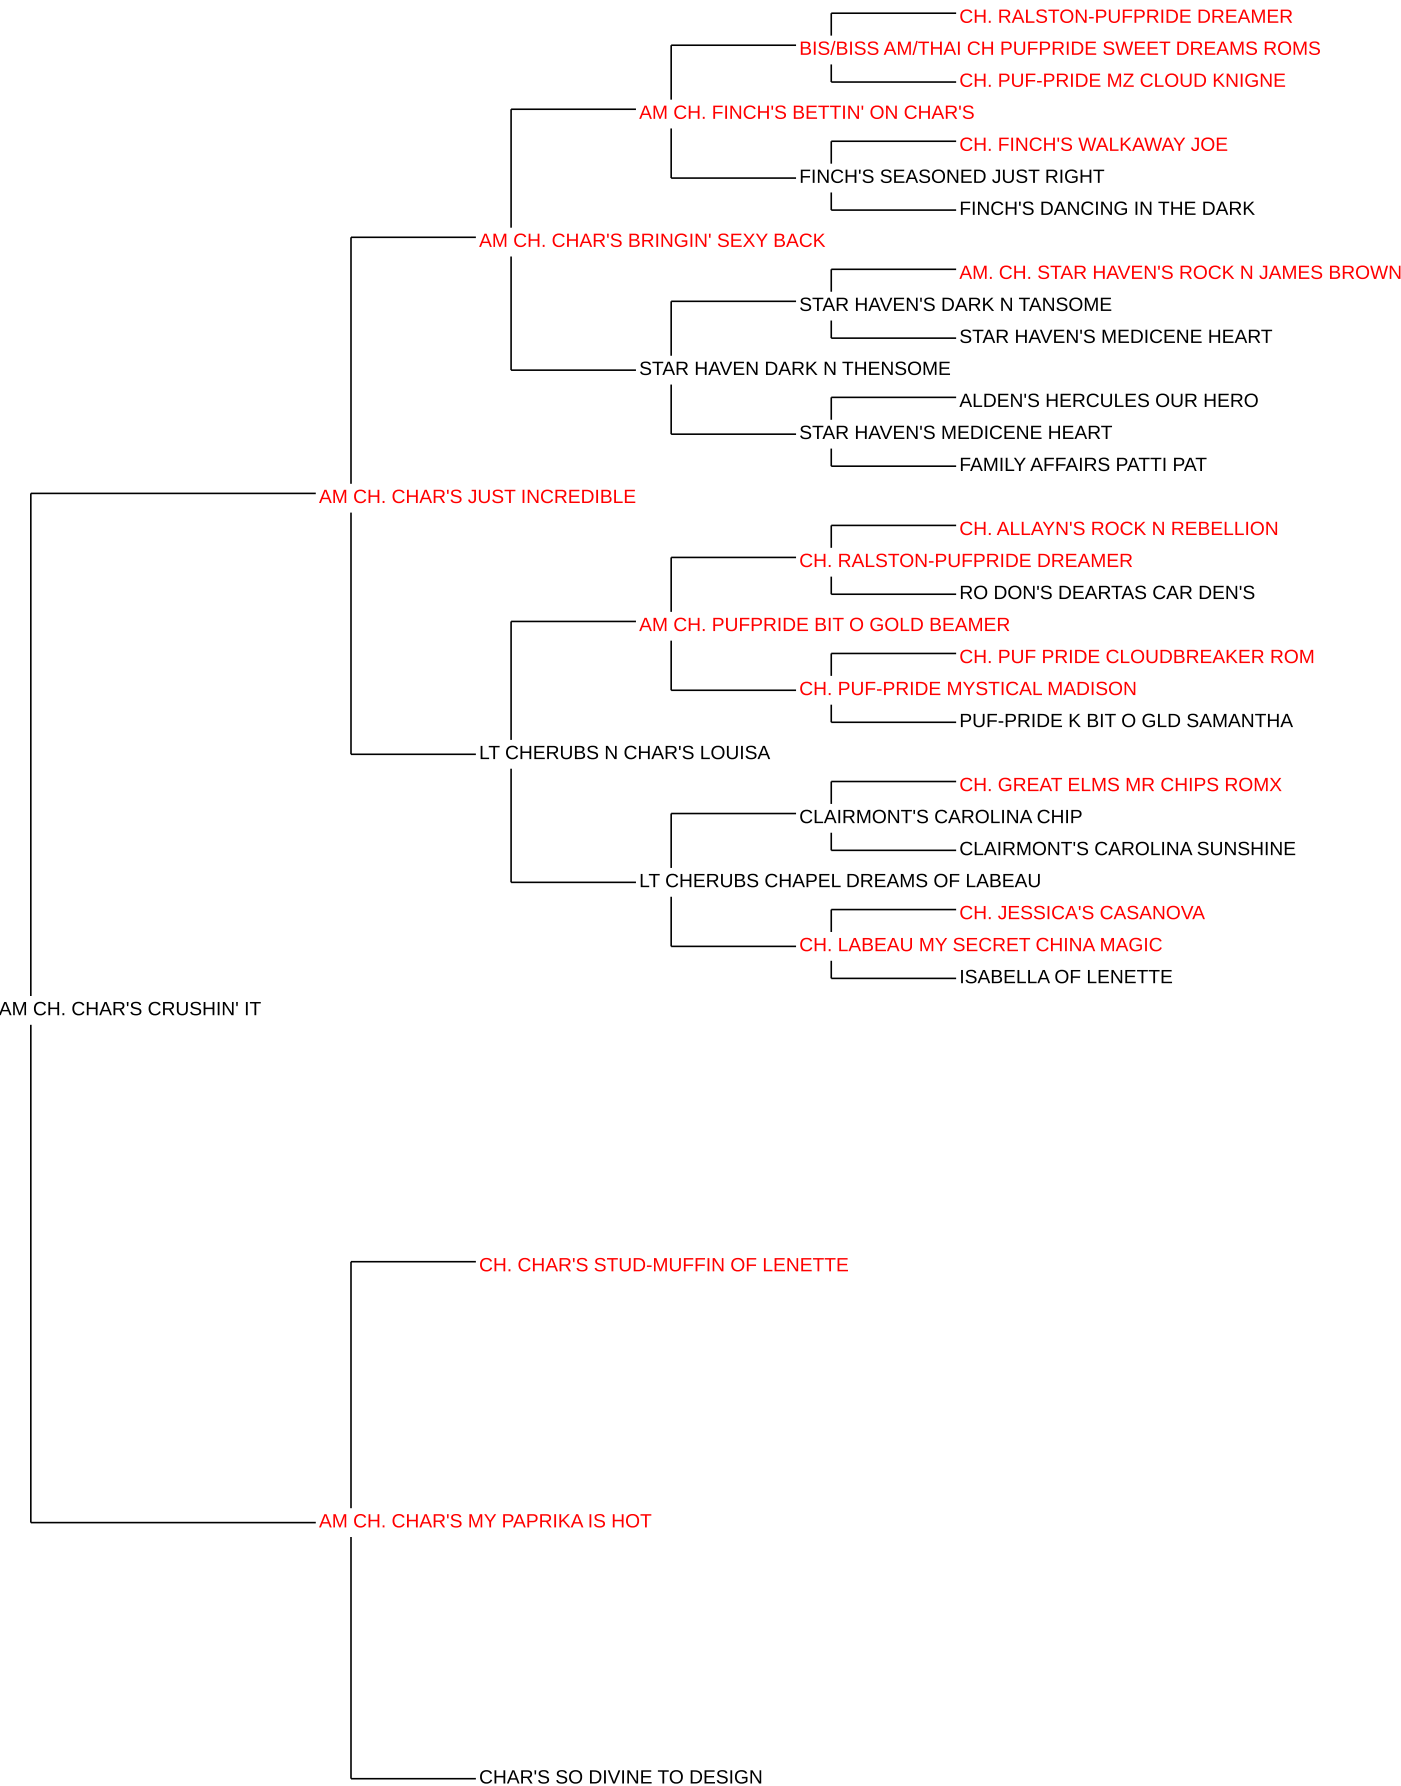 CH. RALSTON-PUFPRIDE DREAMER
BIS/BISS AM/THAI CH PUFPRIDE SWEET DREAMS ROMS
CH. PUF-PRIDE MZ CLOUD KNIGNE
AM CH. FINCH'S BETTIN' ON CHAR'S
CH. FINCH'S WALKAWAY JOE
FINCH'S SEASONED JUST RIGHT
FINCH'S DANCING IN THE DARK
AM CH. CHAR'S BRINGIN' SEXY BACK
AM. CH. STAR HAVEN'S ROCK N JAMES BROWN
STAR HAVEN'S DARK N TANSOME
STAR HAVEN'S MEDICENE HEART
STAR HAVEN DARK N THENSOME
ALDEN'S HERCULES OUR HERO
STAR HAVEN'S MEDICENE HEART
FAMILY AFFAIRS PATTI PAT
AM CH. CHAR'S JUST INCREDIBLE
CH. ALLAYN'S ROCK N REBELLION
CH. RALSTON-PUFPRIDE DREAMER
RO DON'S DEARTAS CAR DEN'S
AM CH. PUFPRIDE BIT O GOLD BEAMER
CH. PUF PRIDE CLOUDBREAKER ROM
CH. PUF-PRIDE MYSTICAL MADISON
PUF-PRIDE K BIT O GLD SAMANTHA
LT CHERUBS N CHAR'S LOUISA
CH. GREAT ELMS MR CHIPS ROMX
CLAIRMONT'S CAROLINA CHIP
CLAIRMONT'S CAROLINA SUNSHINE
LT CHERUBS CHAPEL DREAMS OF LABEAU
CH. JESSICA'S CASANOVA
CH. LABEAU MY SECRET CHINA MAGIC
ISABELLA OF LENETTE
AM CH. CHAR'S CRUSHIN' IT
CH. CHAR'S STUD-MUFFIN OF LENETTE
AM CH. CHAR'S MY PAPRIKA IS HOT
CHAR'S SO DIVINE TO DESIGN